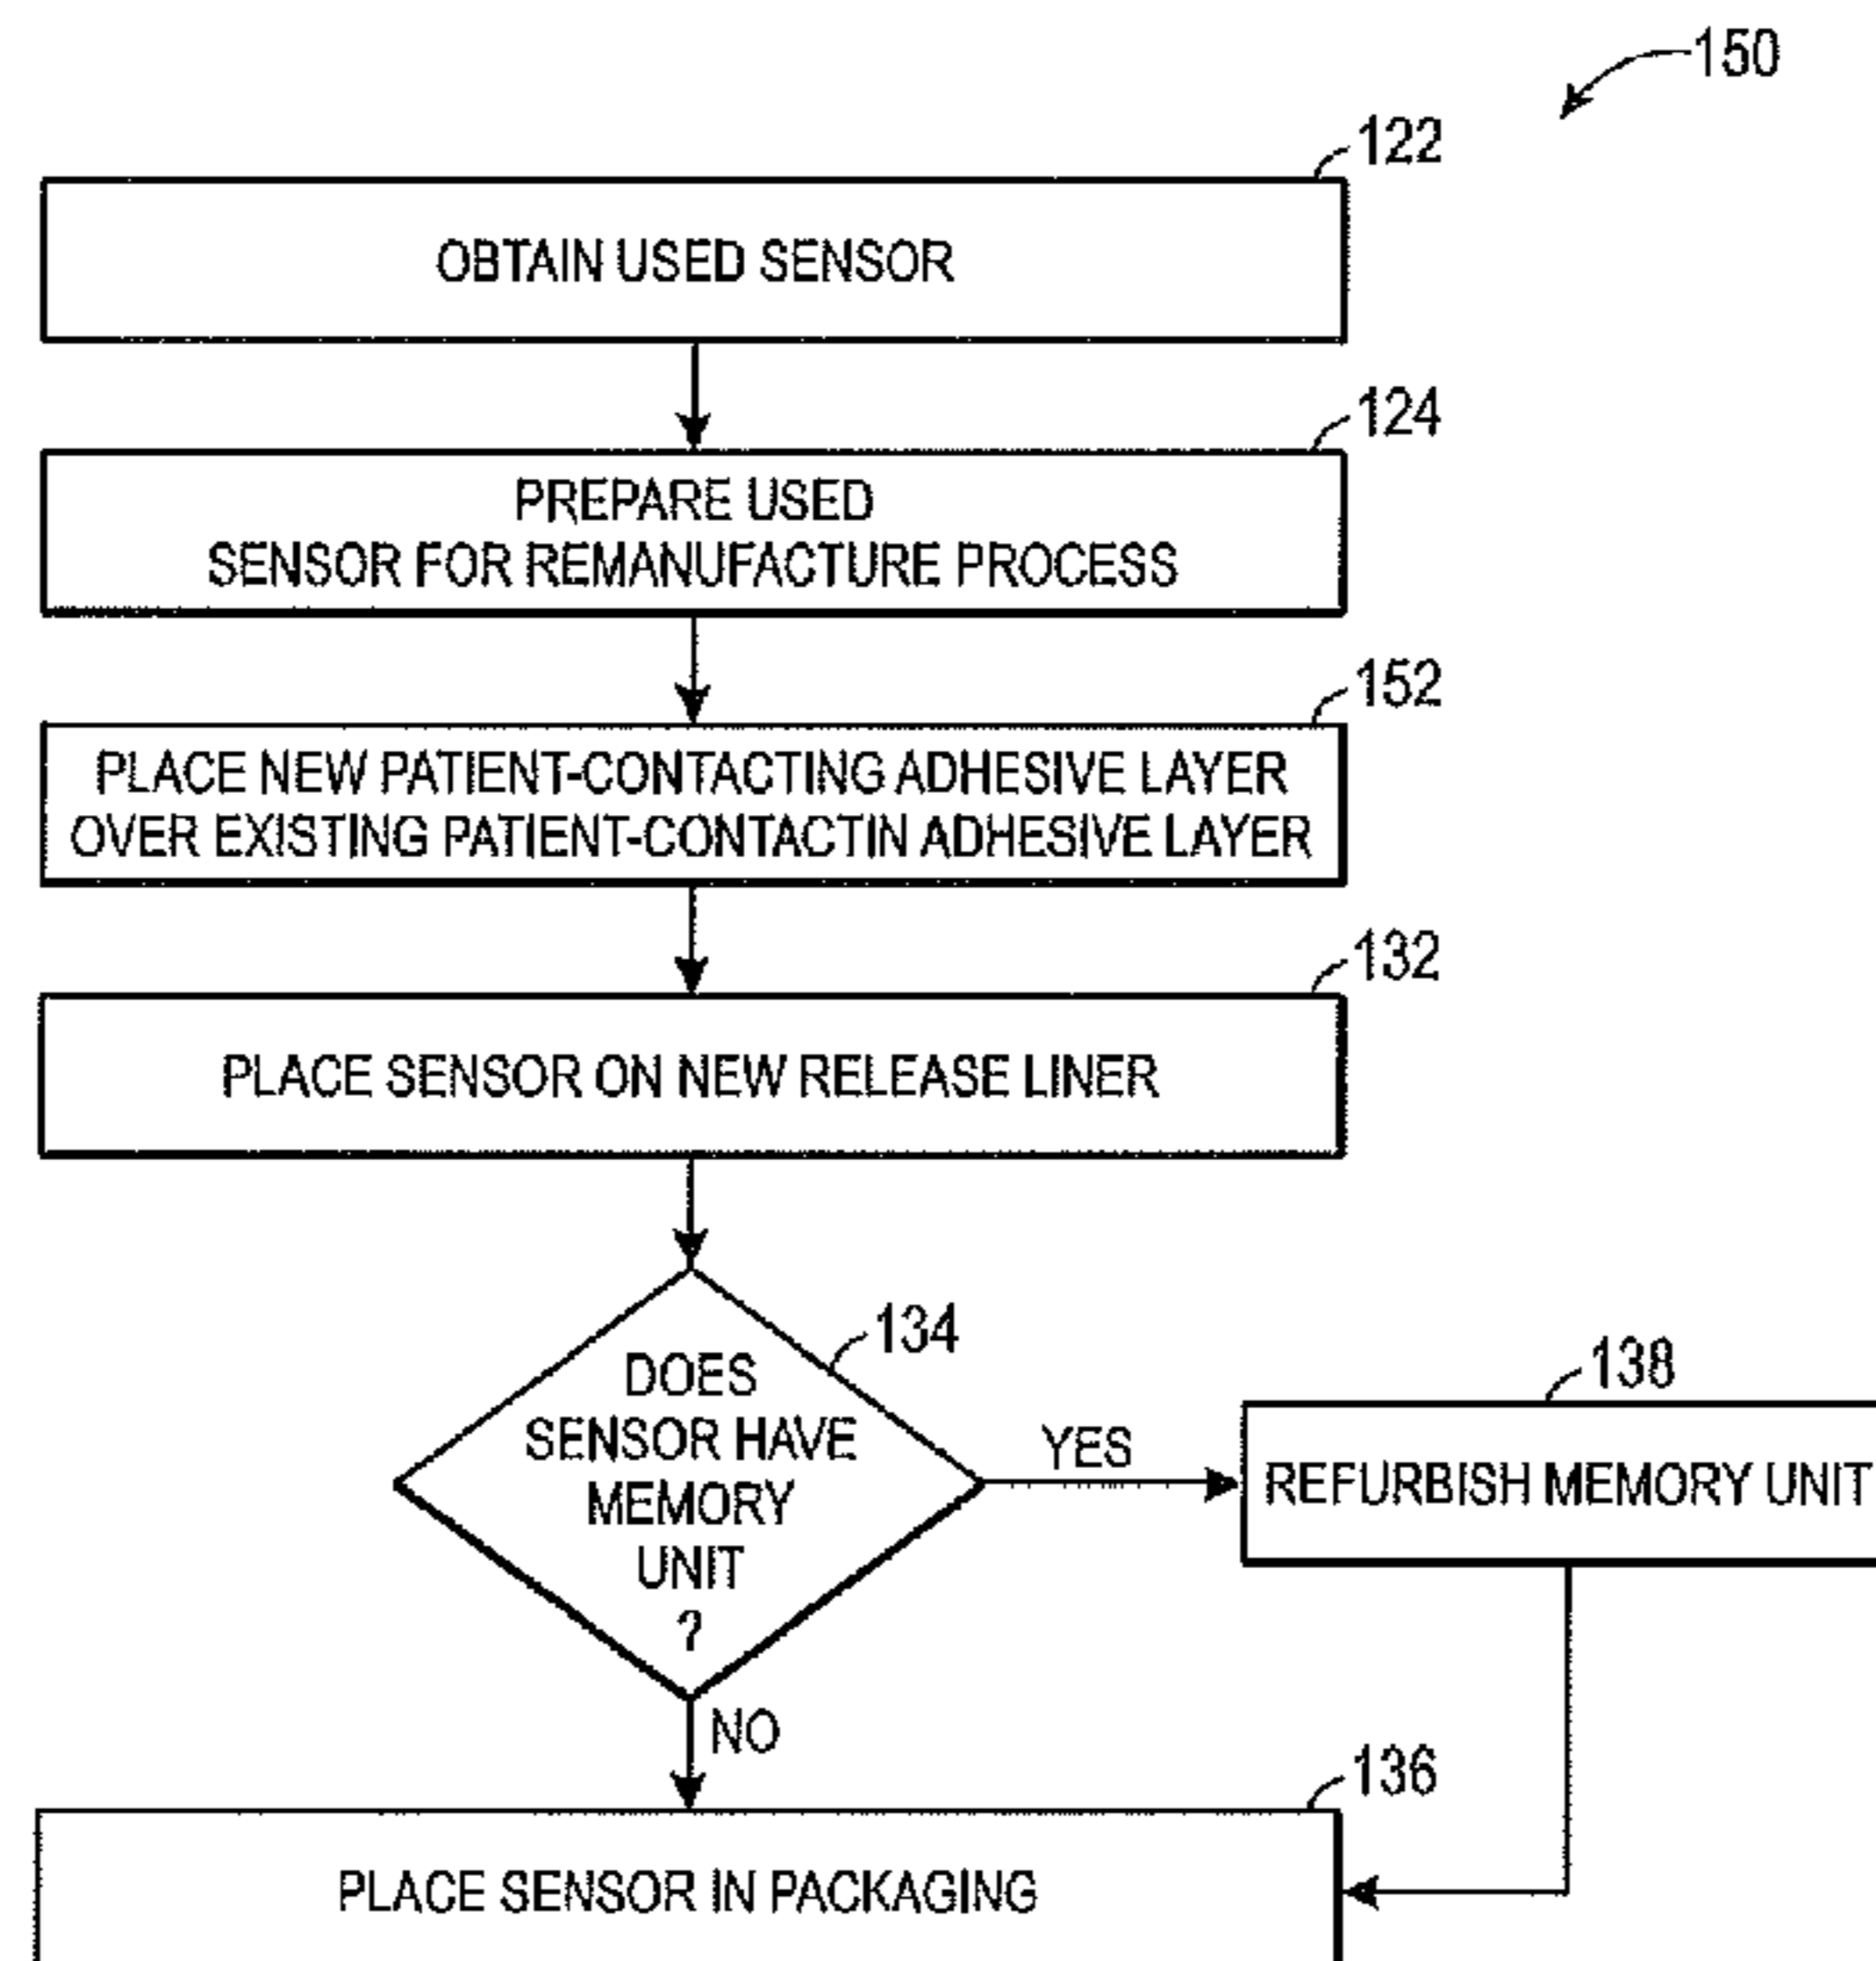 150
122
OBTAIN USED SENSOR
124
PREPARE USED
SENSOR FOR REMANUFACTURE PROCESS
152
PLACE NEW PATIENT-CONTACTING ADHESIVE LAYER
OVER EXISTING PATIENT-CONTACTIN ADHESIVE LAYER
132
PLACE SENSOR ON NEW RELEASE LINER
134
DOES
SENSOR HAVE
MEMORY
UNIT
?
YES
138
REFURBISH MEMORY UNIT
NO
136
PLACE SENSOR IN PACKAGING